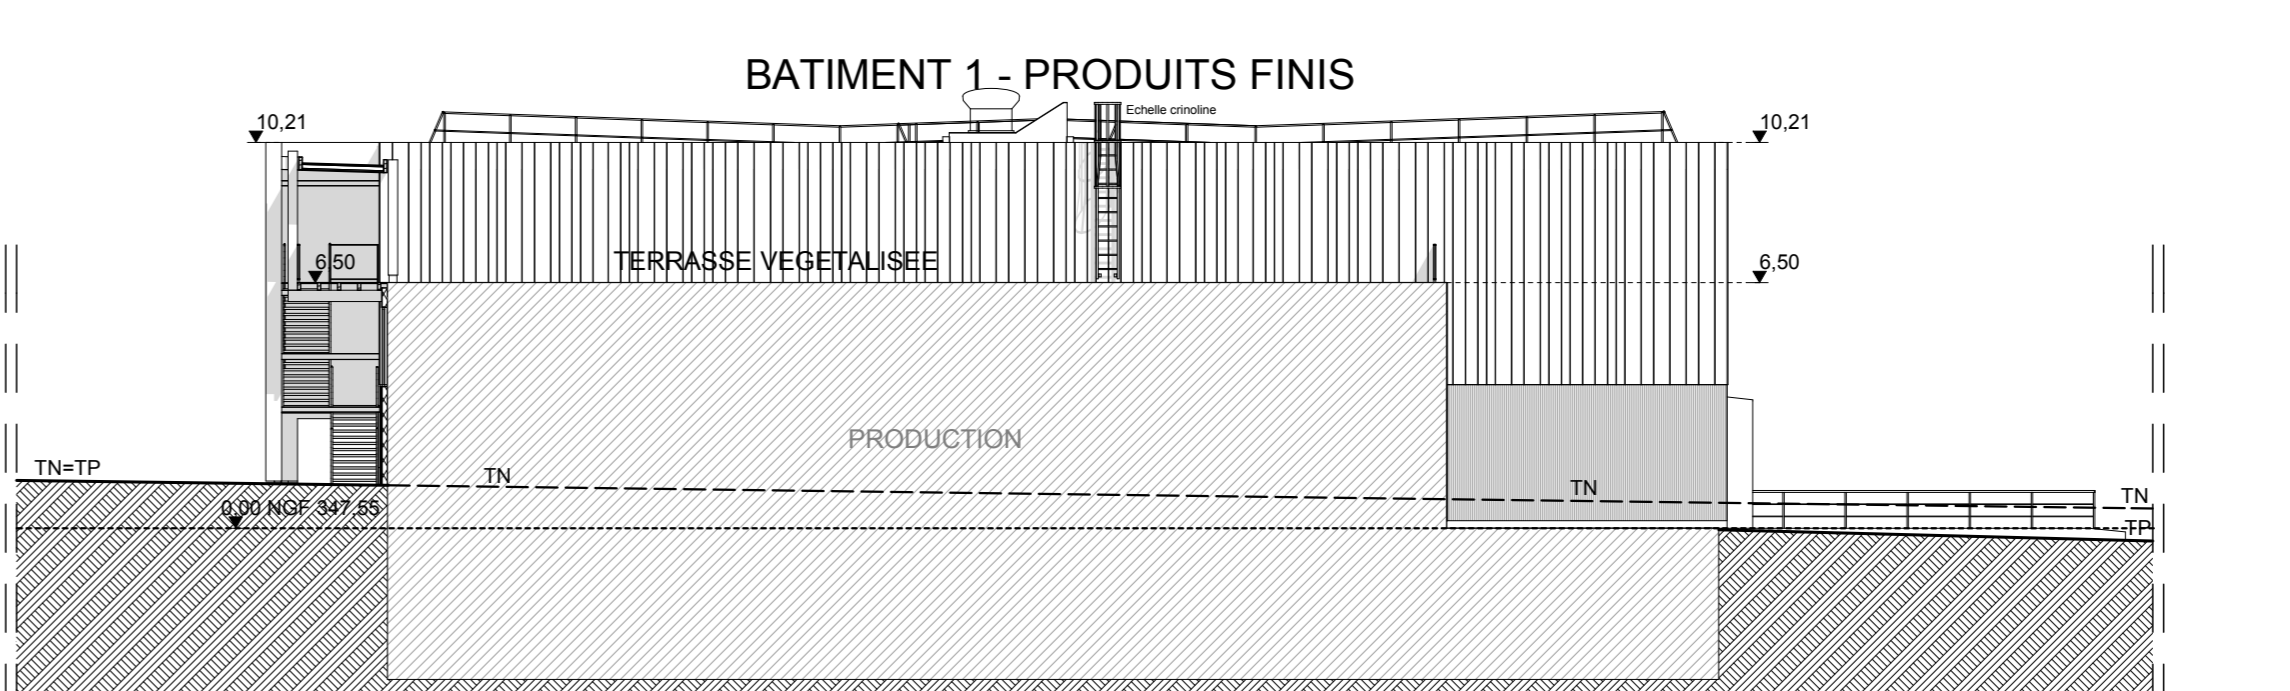 BATIMENT 1 - PRODUITS FINIS
Echelle crinoline
10,21
10,21
6,50
TERRASSE VEGETALISEE
6,50
PRODUCTION
TN=TP
TN
TN
TN
0,00 NGF 347,55
TP